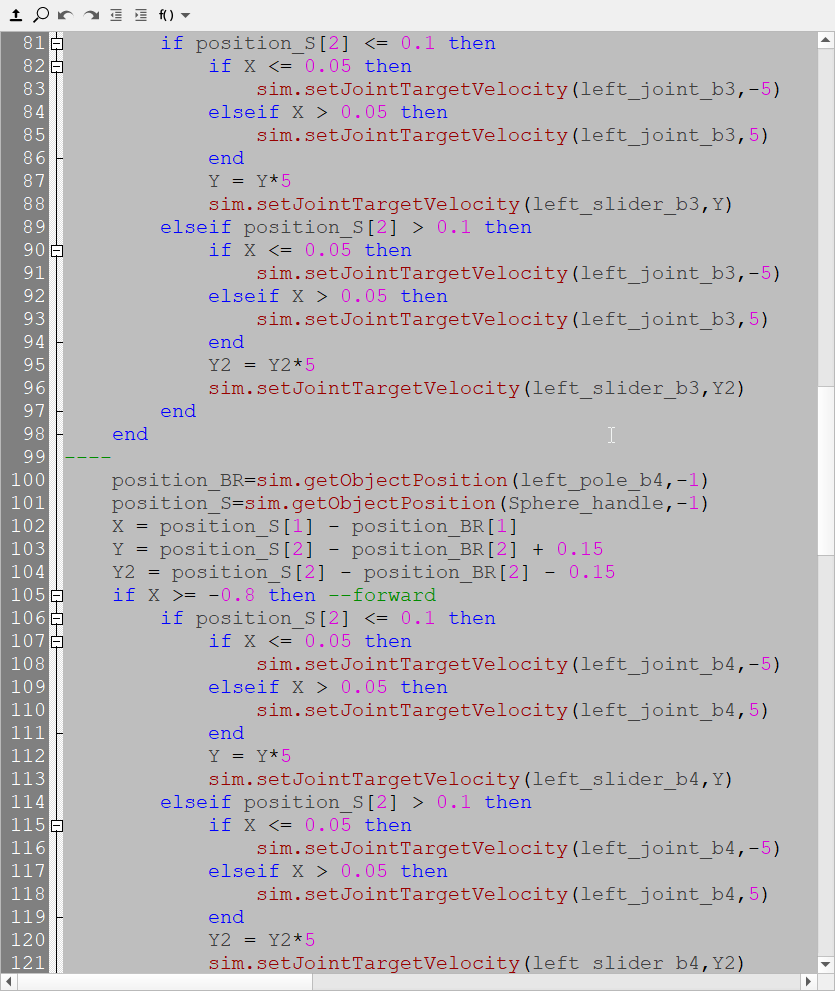 f()
81 if position_S[2] <= 0.1 then
82 if X <= 0.05 then
83 sim.setJointTargetVelocity(left_joint_b3,-5)
84 elseif X > 0.05 then
85 sim.setJointTargetVelocity(left_joint_b3,5)
86 end
87 Y = Y*5
88 sim.setJointTargetVelocity(left_slider_b3,Y)
89 elseif position_S[2] > 0.1 then
90 if X <= 0.05 then
91 sim.setJointTargetVelocity(left_joint_b3,-5)
92 elseif X > 0.05 then
93 sim.setJointTargetVelocity(left_joint_b3,5)
94 end
95 Y2 = Y2*5
96 sim.setJointTargetVelocity(left_slider_b3,Y2)
97 end
98 end
99 ----
100 position_BR=sim.getObjectPosition(left_pole_b4,-1)
101 position_S=sim.getObjectPosition(Sphere_handle,-1)
102 X = position_S[1] - position_BR[1]
103 Y = position_S[2] - position_BR[2] + 0.15
104 Y2 = position_S[2] - position_BR[2] - 0.15
105 if X >= -0.8 then --forward
106 if position_S[2] <= 0.1 then
107 if X <= 0.05 then
108 sim.setJointTargetVelocity(left_joint_b4,-5)
109 elseif X > 0.05 then
110 sim.setJointTargetVelocity(left_joint_b4,5)
111 end
112 Y = Y*5
113 sim.setJointTargetVelocity(left_slider_b4,Y)
114 elseif position_S[2] > 0.1 then
115 if X <= 0.05 then
116 sim.setJointTargetVelocity(left_joint_b4,-5)
117 elseif X > 0.05 then
118 sim.setJointTargetVelocity(left_joint_b4,5)
119 end
120 Y2 = Y2*5
121 sim.setJointTargetVelocity(left_slider_b4,Y2)